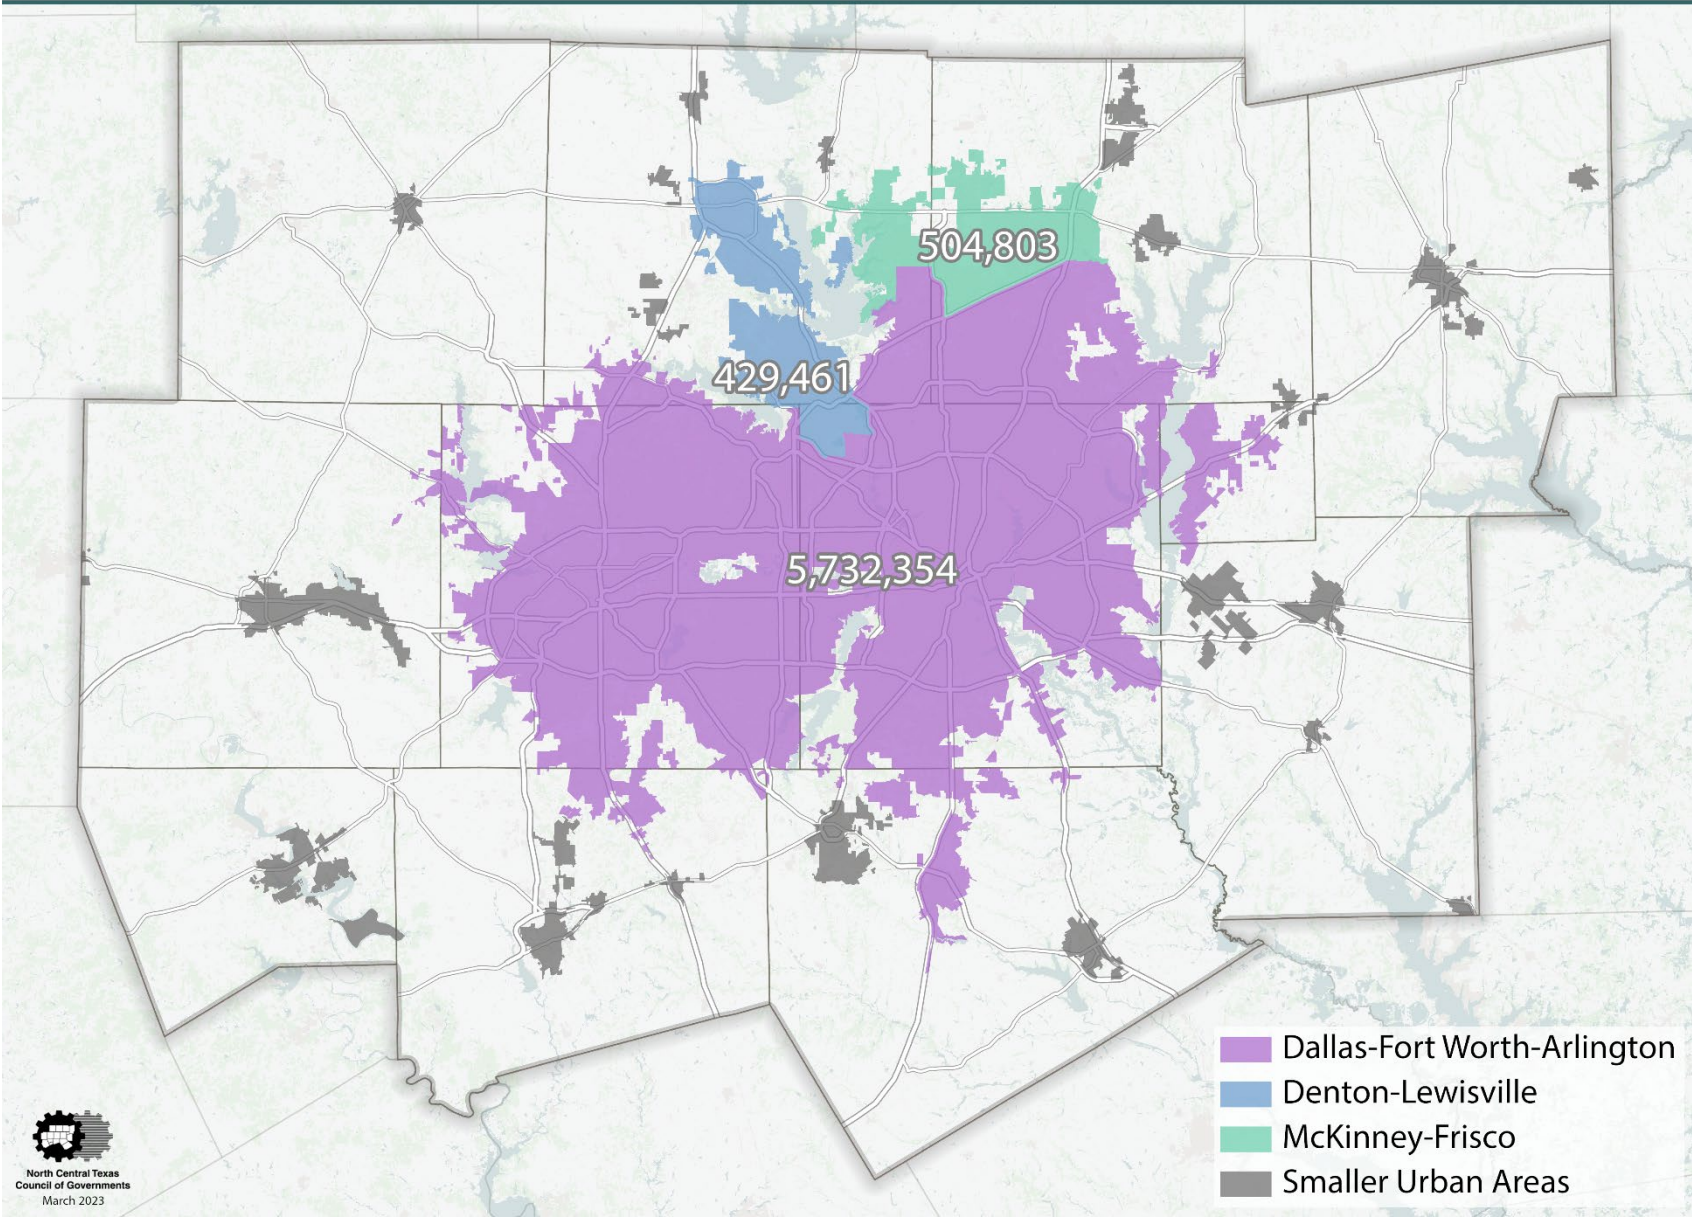 504,803
429,461
5,732,354
Dallas-Fort Worth-Arlington
Denton-Lewisville
McKinney-Frisco
Smaller Urban Areas
North Central Texas
Council of Governments
March 2023